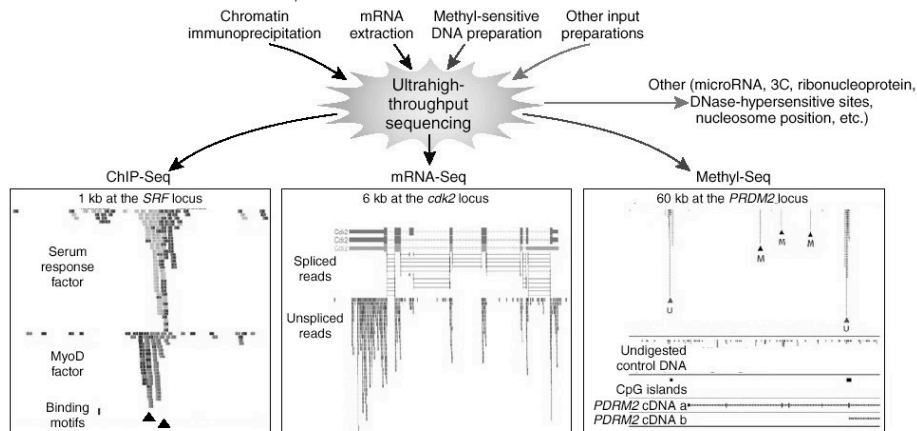 Chromatin
immunoprecipitation
mRNA
extraction
Methyl-sensitive
DNA preparation
Other input
preparations
Ultrahigh-
throughput
sequencing
Other (microRNA, 3C, ribonucleoprotein,
DNase-hypersensitive sites,
nucleosome position, etc.)
ChIP-Seq
1 kb at the SRF locus
Serum
response
factor
MyoD
factor
Binding
motifs
mRNA-Seq
6 kb at the cdk2 locus
Cdk2
Cdk2
Cdk2
Spliced
reads
Unspliced reads
Methyl-Seq
60 kb at the PRDM2 locus
M
M
M
U
U
Undigested
control DNA
CpG islands
PDRM2 cDNA a
PDRM2 cDNA b